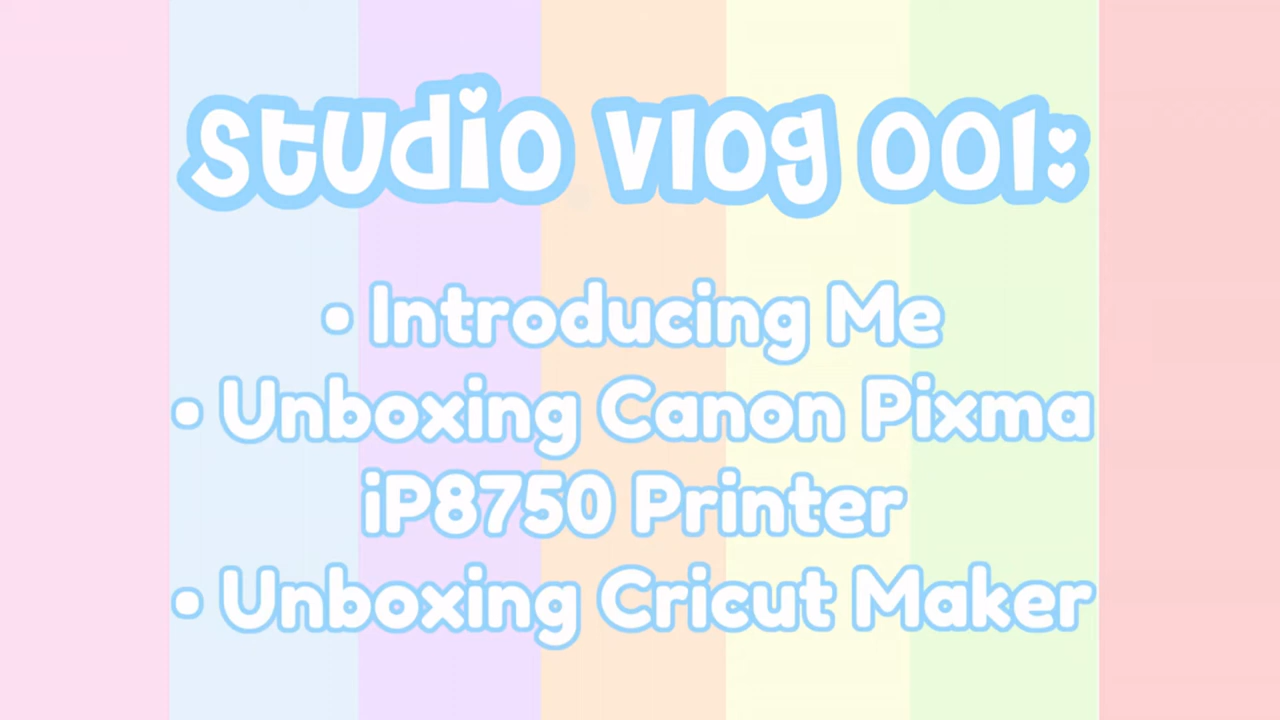 studio vlog 001:
• Introducing Me
• Unboxing Canon Pixma
iP8750 Printer
• Unboxing Cricut Maker